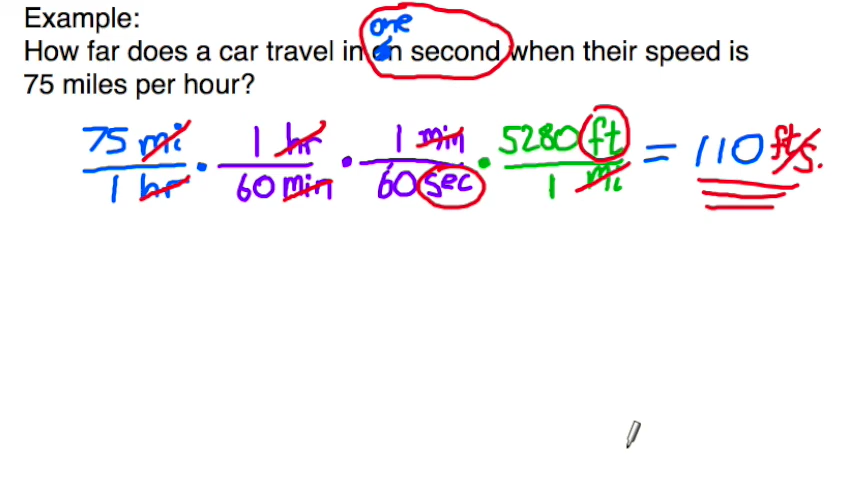 Example:
one
How far does a car travel in an second when their speed is
75 miles per hour?
75 mi / 1 hr · 1 hr / 60 min · 1 min / 60 sec · 5280 ft / 1 mi = 110 ft/s.